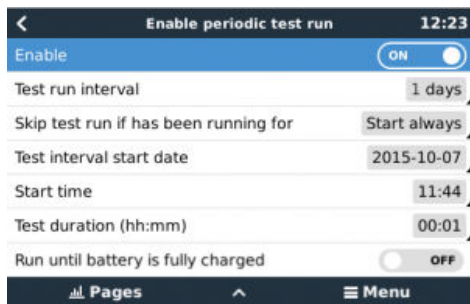 Enable periodic test run 12:23
Enable ON
Test run interval 1 days
Skip test run if has been running for Start always
Test interval start date 2015-10-07
Start time 11:44
Test duration (hh:mm) 00:01
Run until battery is fully charged OFF
Pages Menu